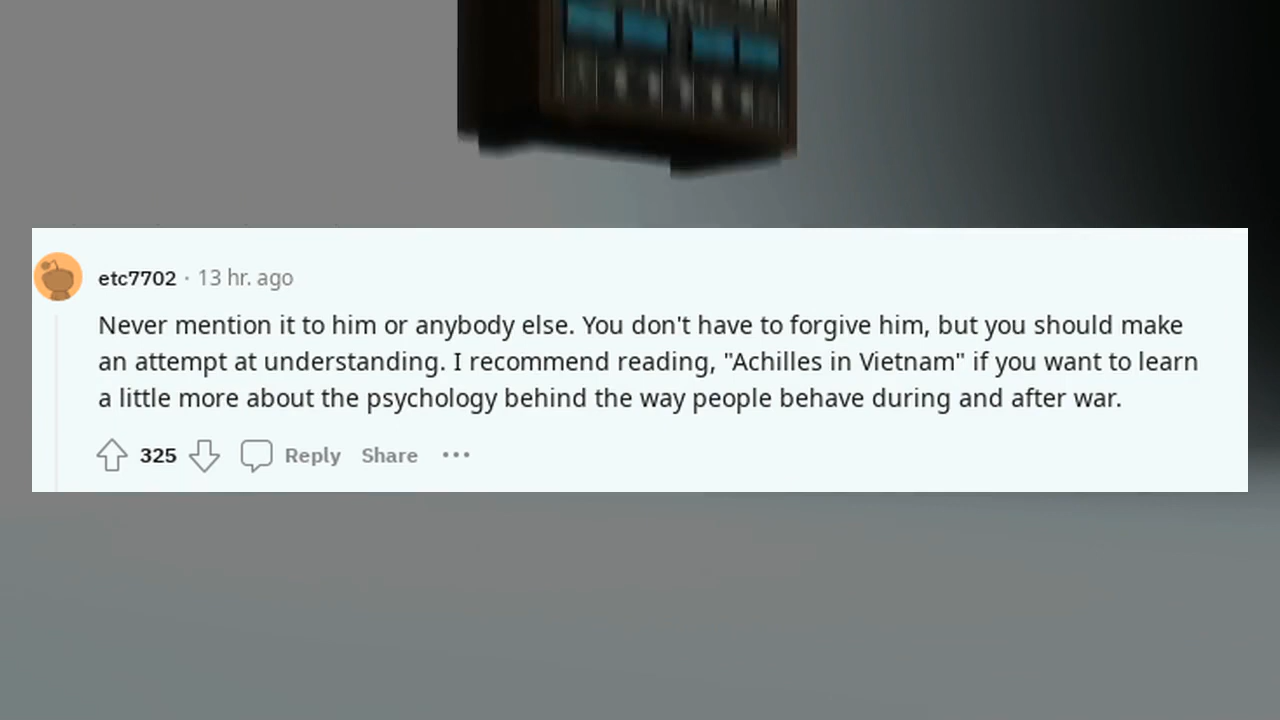 etc7702 · 13 hr. ago
Never mention it to him or anybody else. You don't have to forgive him, but you should make
an attempt at understanding. I recommend reading, "Achilles in Vietnam" if you want to learn
a little more about the psychology behind the way people behave during and after war.
325 Reply Share ···